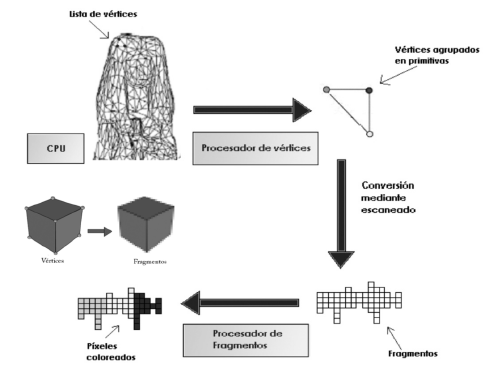 Lista de vértices
Vértices agrupados
en primitivas
CPU
Procesador de vértices
Conversión
mediante
escaneado
Vértices
Fragmentos
Píxeles
coloreados
Procesador de
Fragmentos
Fragmentos